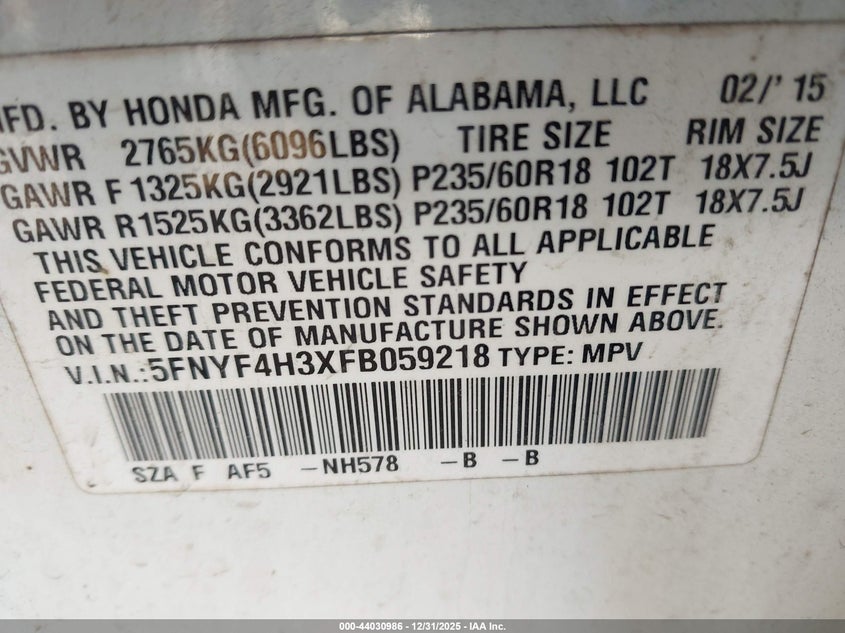 MFD. BY HONDA MFG. OF ALABAMA, LLC 02/' 15
GVWR 2765KG(6096LBS) TIRE SIZE RIM SIZE
GAWR F 1325KG(2921LBS) P235/60R18 102T 18X7.5J
GAWR R1525KG(3362LBS) P235/60R18 102T 18X7.5J
THIS VEHICLE CONFORMS TO ALL APPLICABLE
FEDERAL MOTOR VEHICLE SAFETY
AND THEFT PREVENTION STANDARDS IN EFFECT
ON THE DATE OF MANUFACTURE SHOWN ABOVE.
V.I.N.:5FNYF4H3XFB059218 TYPE: MPV
SZA F AF5 -NH578 -B -B
000-44030986 - 12/31/2025 - IAA Inc.